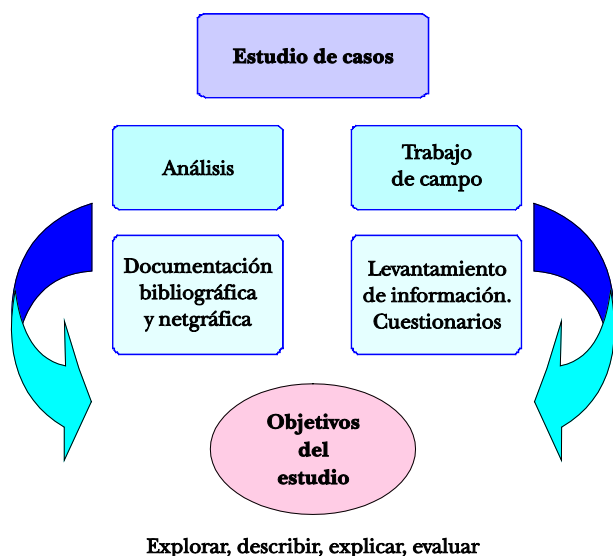 Estudio de casos
Análisis
Trabajo
de campo
Documentación
bibliográfica
y netgráfica
Levantamiento
de información.
Cuestionarios
Objetivos
del
estudio
Explorar, describir, explicar, evaluar